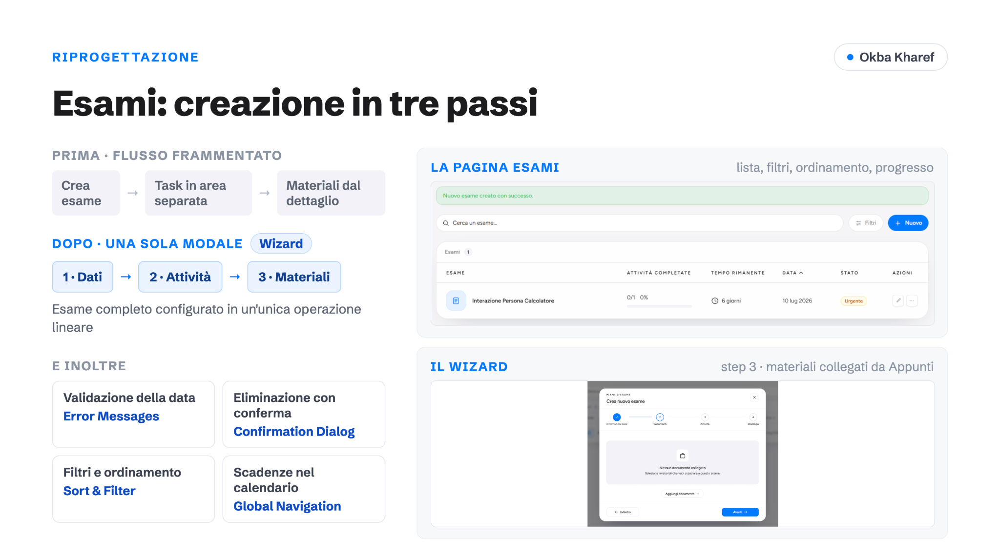 RIPROGETTAZIONE
Okba Kharef
Esami: creazione in tre passi
PRIMA · FLUSSO FRAMMENTATO
Crea
esame
→
Task in area
separata
→
Materiali dal
dettaglio
DOPO · UNA SOLA MODALE
Wizard
1 · Dati
→
2 · Attività
→
3 · Materiali
Esame completo configurato in un'unica operazione
lineare
E INOLTRE
Validazione della data
Error Messages
Eliminazione con
conferma
Confirmation Dialog
Filtri e ordinamento
Sort & Filter
Scadenze nel
calendario
Global Navigation
LA PAGINA ESAMI
lista, filtri, ordinamento, progresso
Nuovo esame creato con successo.
Cerca un esame...
Filtri
+ Nuovo
Esami 1
ESAME
ATTIVITÀ COMPLETATE
TEMPO RIMANENTE
DATA
STATO
AZIONI
Interazione Persona Calcolatore
0/1 0%
6 giorni
10 lug 2026
Urgente
IL WIZARD
step 3 · materiali collegati da Appunti
PIANI D'ESAME
Crea nuovo esame
2
3
4
Informazioni base
Documenti
Attività
Riepilogo
Nessun documento collegato
Seleziona i materiali che vuoi associare a questo esame.
Aggiungi documento +
← Indietro
Avanti →